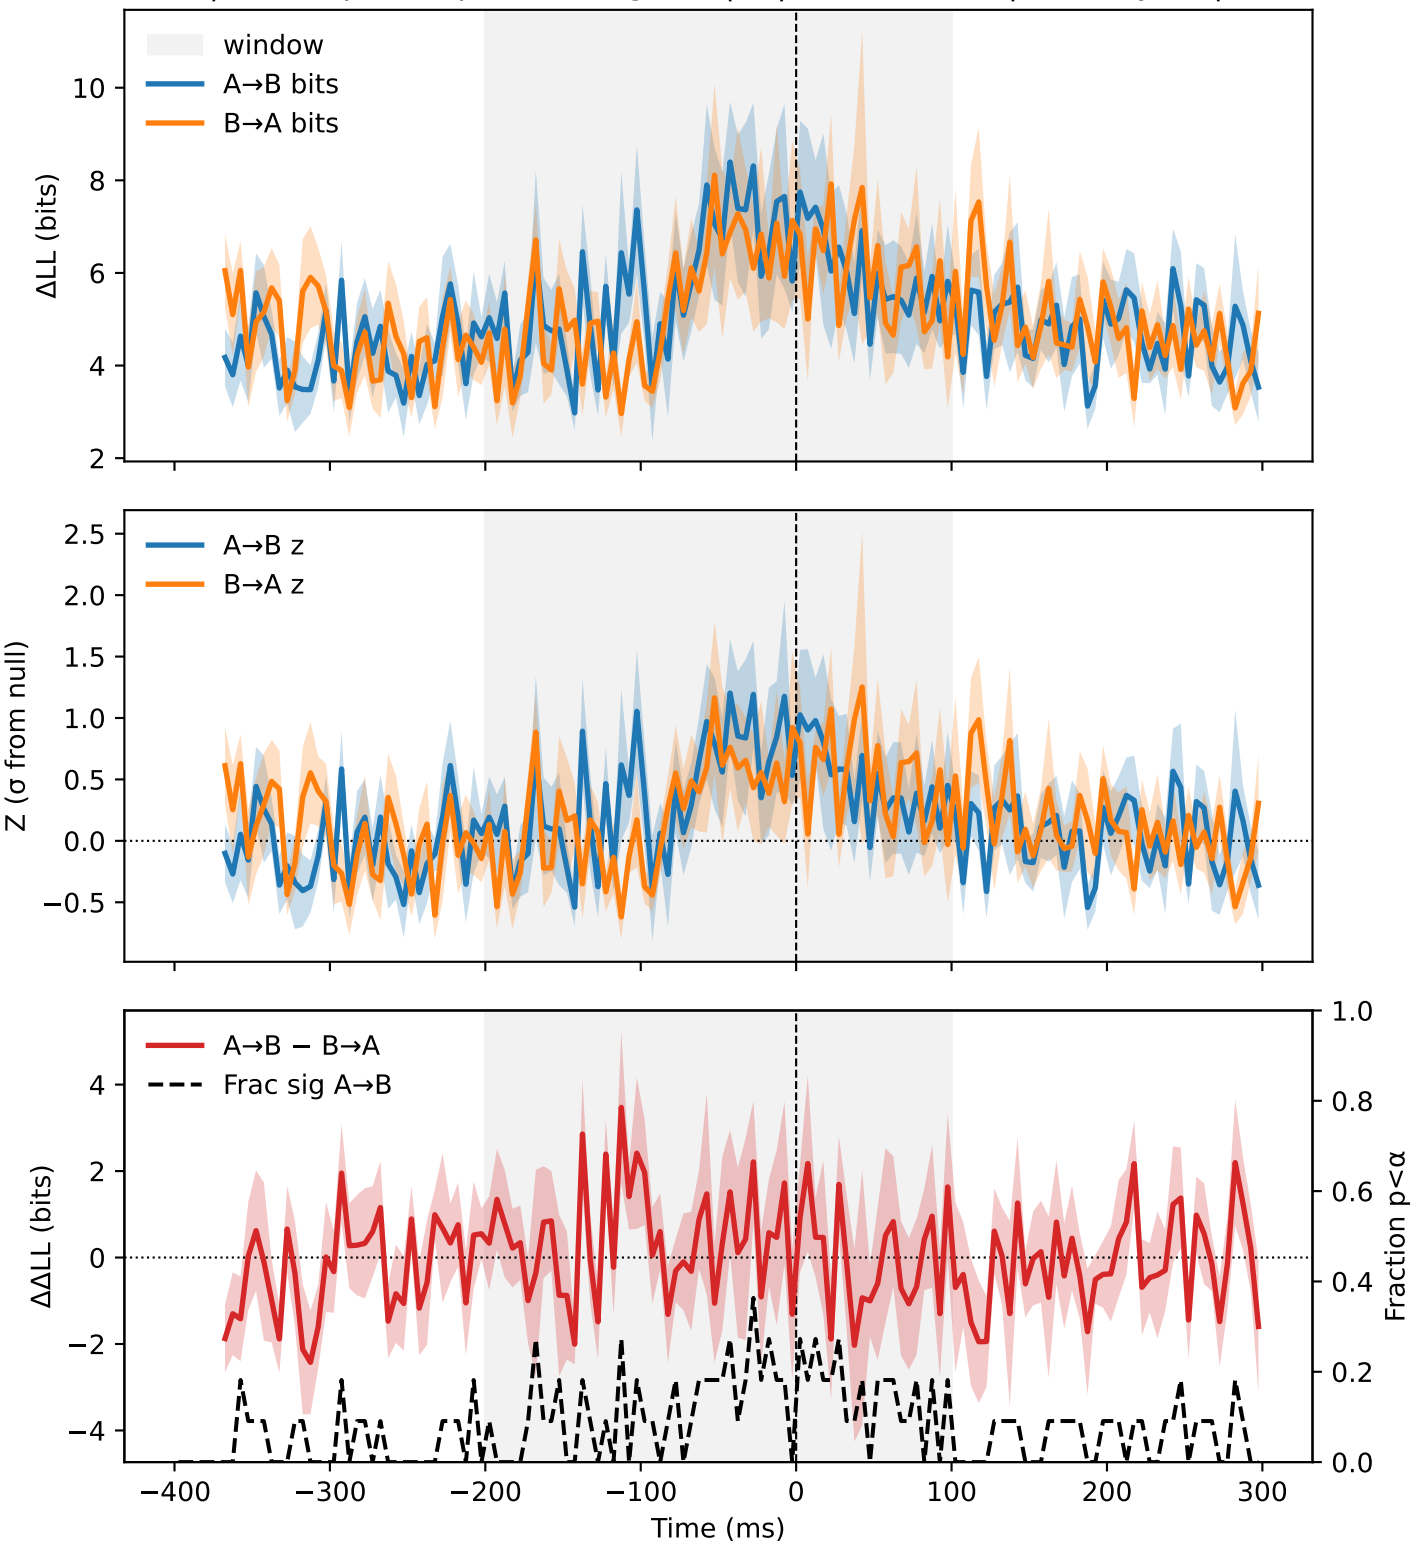 window
A→B bits
B→A bits
10
8
6
4
2
ΔLL (bits)
A→B z
B→A z
2.5
2.0
1.5
1.0
0.5
0.0
−0.5
Z (σ from null)
A→B − B→A
Frac sig A→B
4
2
0
−2
−4
ΔΔLL (bits)
1.0
0.8
0.6
0.4
0.2
0.0
Fraction p<α
−400 −300 −200 −100 0 100 200 300
Time (ms)